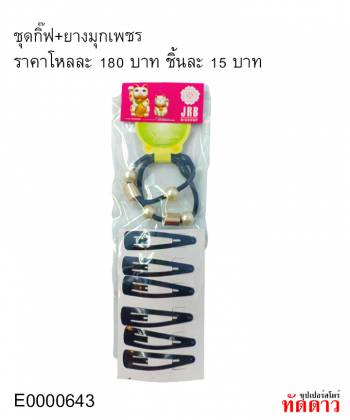 ชุดกิ๊ฟ+ยางมุกเพชร
ราคาโหลละ 180 บาท ชิ้นละ 15 บาท
JRB
E0000643
ซุปเปอร์สโตร์
ทัดดาว